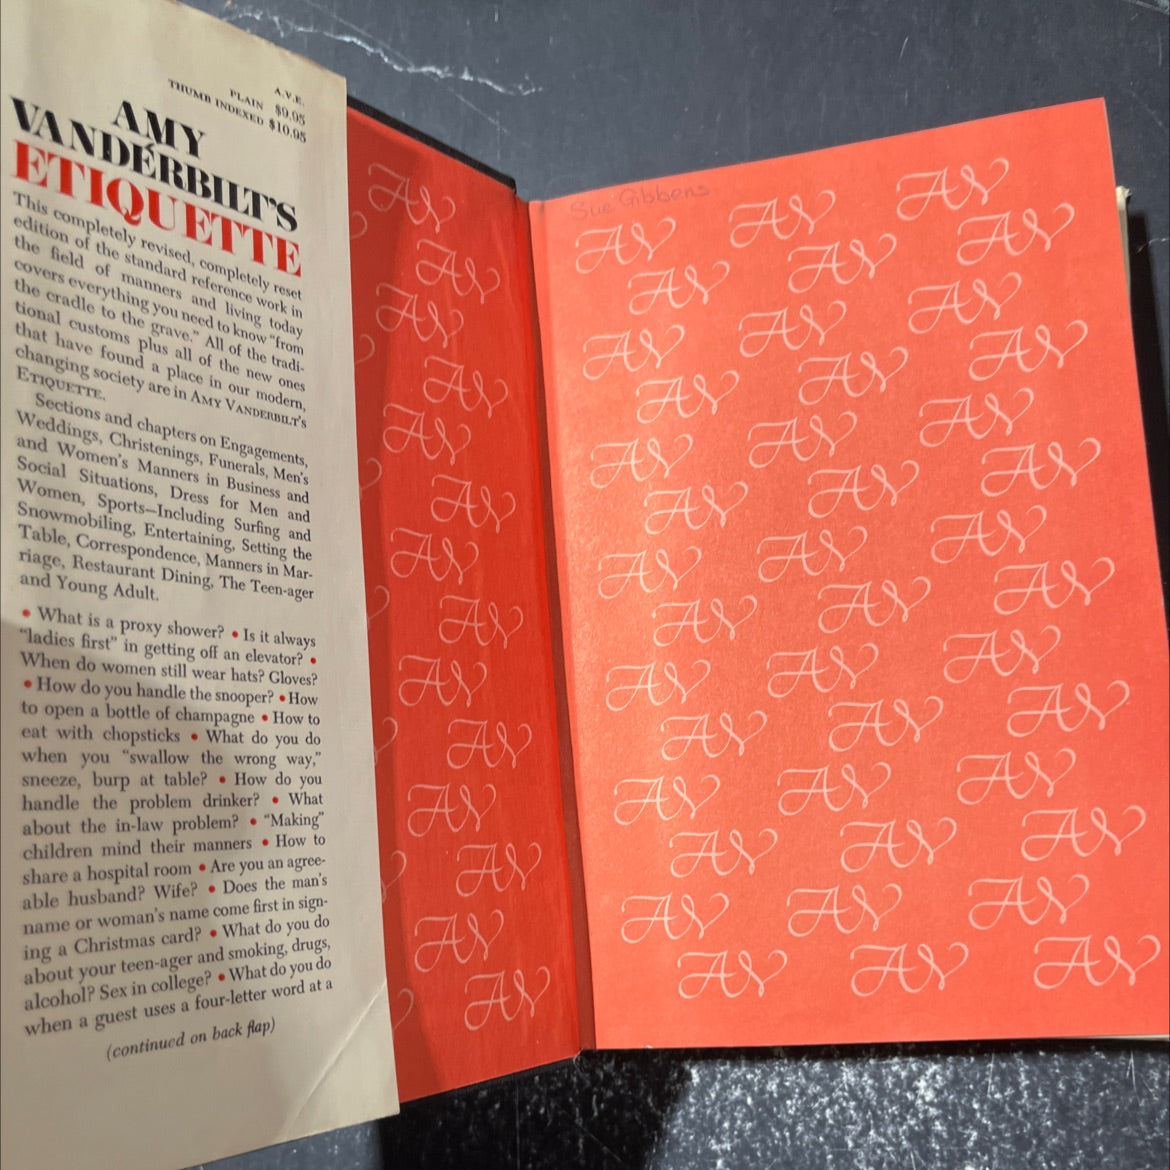 A.V.E.
PLAIN $9.95
THUMB INDEXED $10.95
AMY
VANDERBILT'S
ETIQUETTE
This completely revised, completely reset
edition of the standard reference work in
the field of manners and living today
covers everything you need to know "from
the cradle to the grave." All of the tradi-
tional customs plus all of the new ones
that have found a place in our modern,
changing society are in AMY VANDERBILT'S
ETIQUETTE.
Sections and chapters on Engagements,
Weddings, Christenings, Funerals, Men's
and Women's Manners in Business and
Social Situations, Dress for Men and
Women, Sports—Including Surfing and
Snowmobiling, Entertaining, Setting the
Table, Correspondence, Manners in Mar-
riage, Restaurant Dining, The Teen-ager
and Young Adult.
• What is a proxy shower? • Is it always
"ladies first" in getting off an elevator? •
When do women still wear hats? Gloves?
• How do you handle the snooper? • How
to open a bottle of champagne • How to
eat with chopsticks • What do you do
when you "swallow the wrong way,"
sneeze, burp at table? • How do you
handle the problem drinker? • What
about the in-law problem? • "Making"
children mind their manners • How to
share a hospital room • Are you an agree-
able husband? Wife? • Does the man's
name or woman's name come first in sign-
ing a Christmas card? • What do you do
about your teen-ager and smoking, drugs,
alcohol? Sex in college? • What do you do
when a guest uses a four-letter word at a
(continued on back flap)
Sue Gibbens